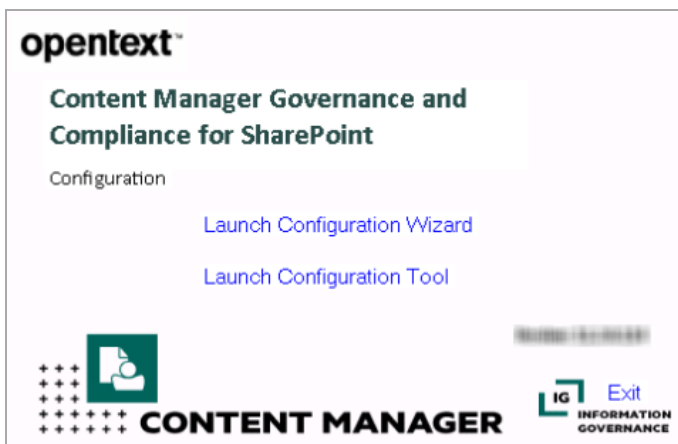 opentext™
Content Manager Governance and
Compliance for SharePoint
Configuration
Launch Configuration Wizard
Launch Configuration Tool
IG
Exit
INFORMATION
GOVERNANCE
CONTENT MANAGER